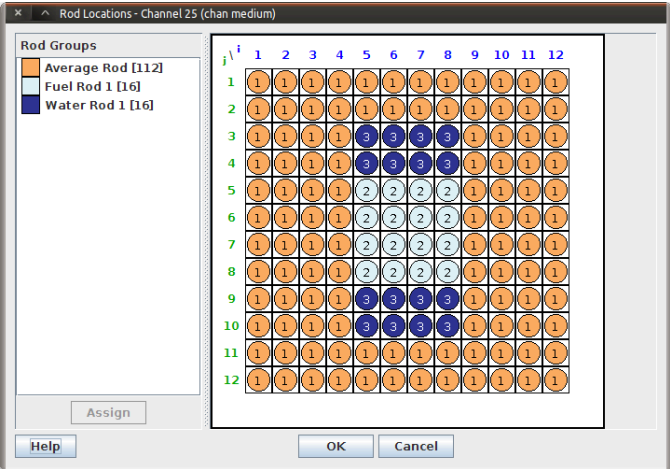 Rod Locations - Channel 25 (chan medium)
Rod Groups
Average Rod [112]
Fuel Rod 1 [16]
Water Rod 1 [16]
Assign
j \ i 1 2 3 4 5 6 7 8 9 10 11 12
1 1 1 1 1 1 1 1 1 1 1 1 1
2 1 1 1 1 1 1 1 1 1 1 1 1
3 1 1 1 1 3 3 3 3 1 1 1 1
4 1 1 1 1 3 3 3 3 1 1 1 1
5 1 1 1 1 2 2 2 2 1 1 1 1
6 1 1 1 1 2 2 2 2 1 1 1 1
7 1 1 1 1 2 2 2 2 1 1 1 1
8 1 1 1 1 2 2 2 2 1 1 1 1
9 1 1 1 1 3 3 3 3 1 1 1 1
10 1 1 1 1 3 3 3 3 1 1 1 1
11 1 1 1 1 1 1 1 1 1 1 1 1
12 1 1 1 1 1 1 1 1 1 1 1 1
Help OK Cancel